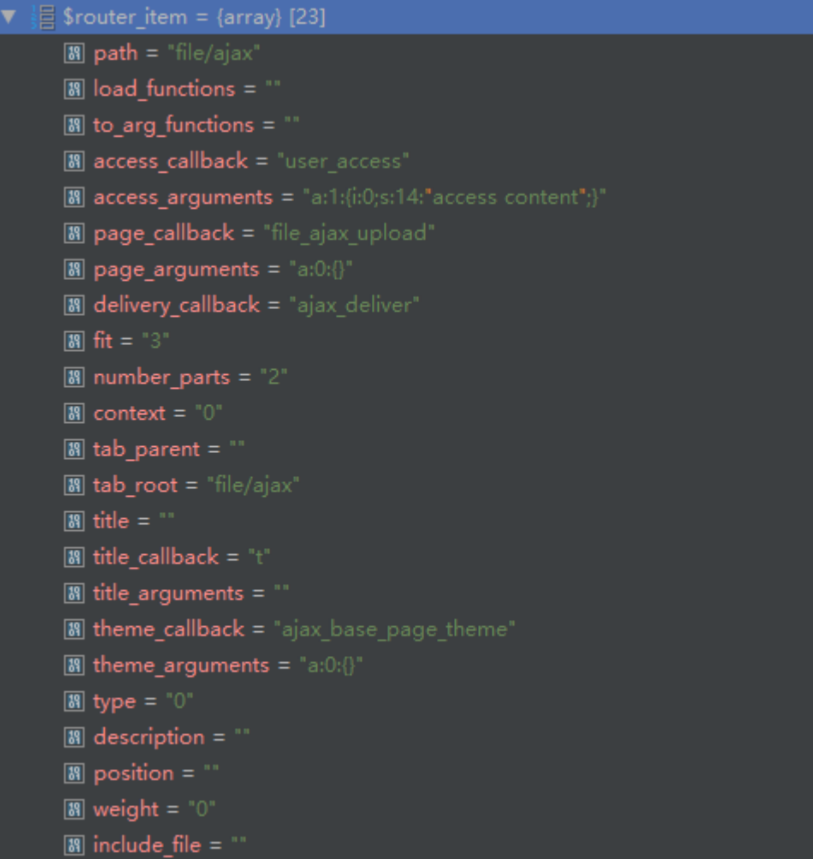 $router_item = {array} [23]
path = "file/ajax"
load_functions = ""
to_arg_functions = ""
access_callback = "user_access"
access_arguments = "a:1:{i:0;s:14:"access content";}"
page_callback = "file_ajax_upload"
page_arguments = "a:0:{}"
delivery_callback = "ajax_deliver"
fit = "3"
number_parts = "2"
context = "0"
tab_parent = ""
tab_root = "file/ajax"
title = ""
title_callback = "t"
title_arguments = ""
theme_callback = "ajax_base_page_theme"
theme_arguments = "a:0:{}"
type = "0"
description = ""
position = ""
weight = "0"
include_file = ""